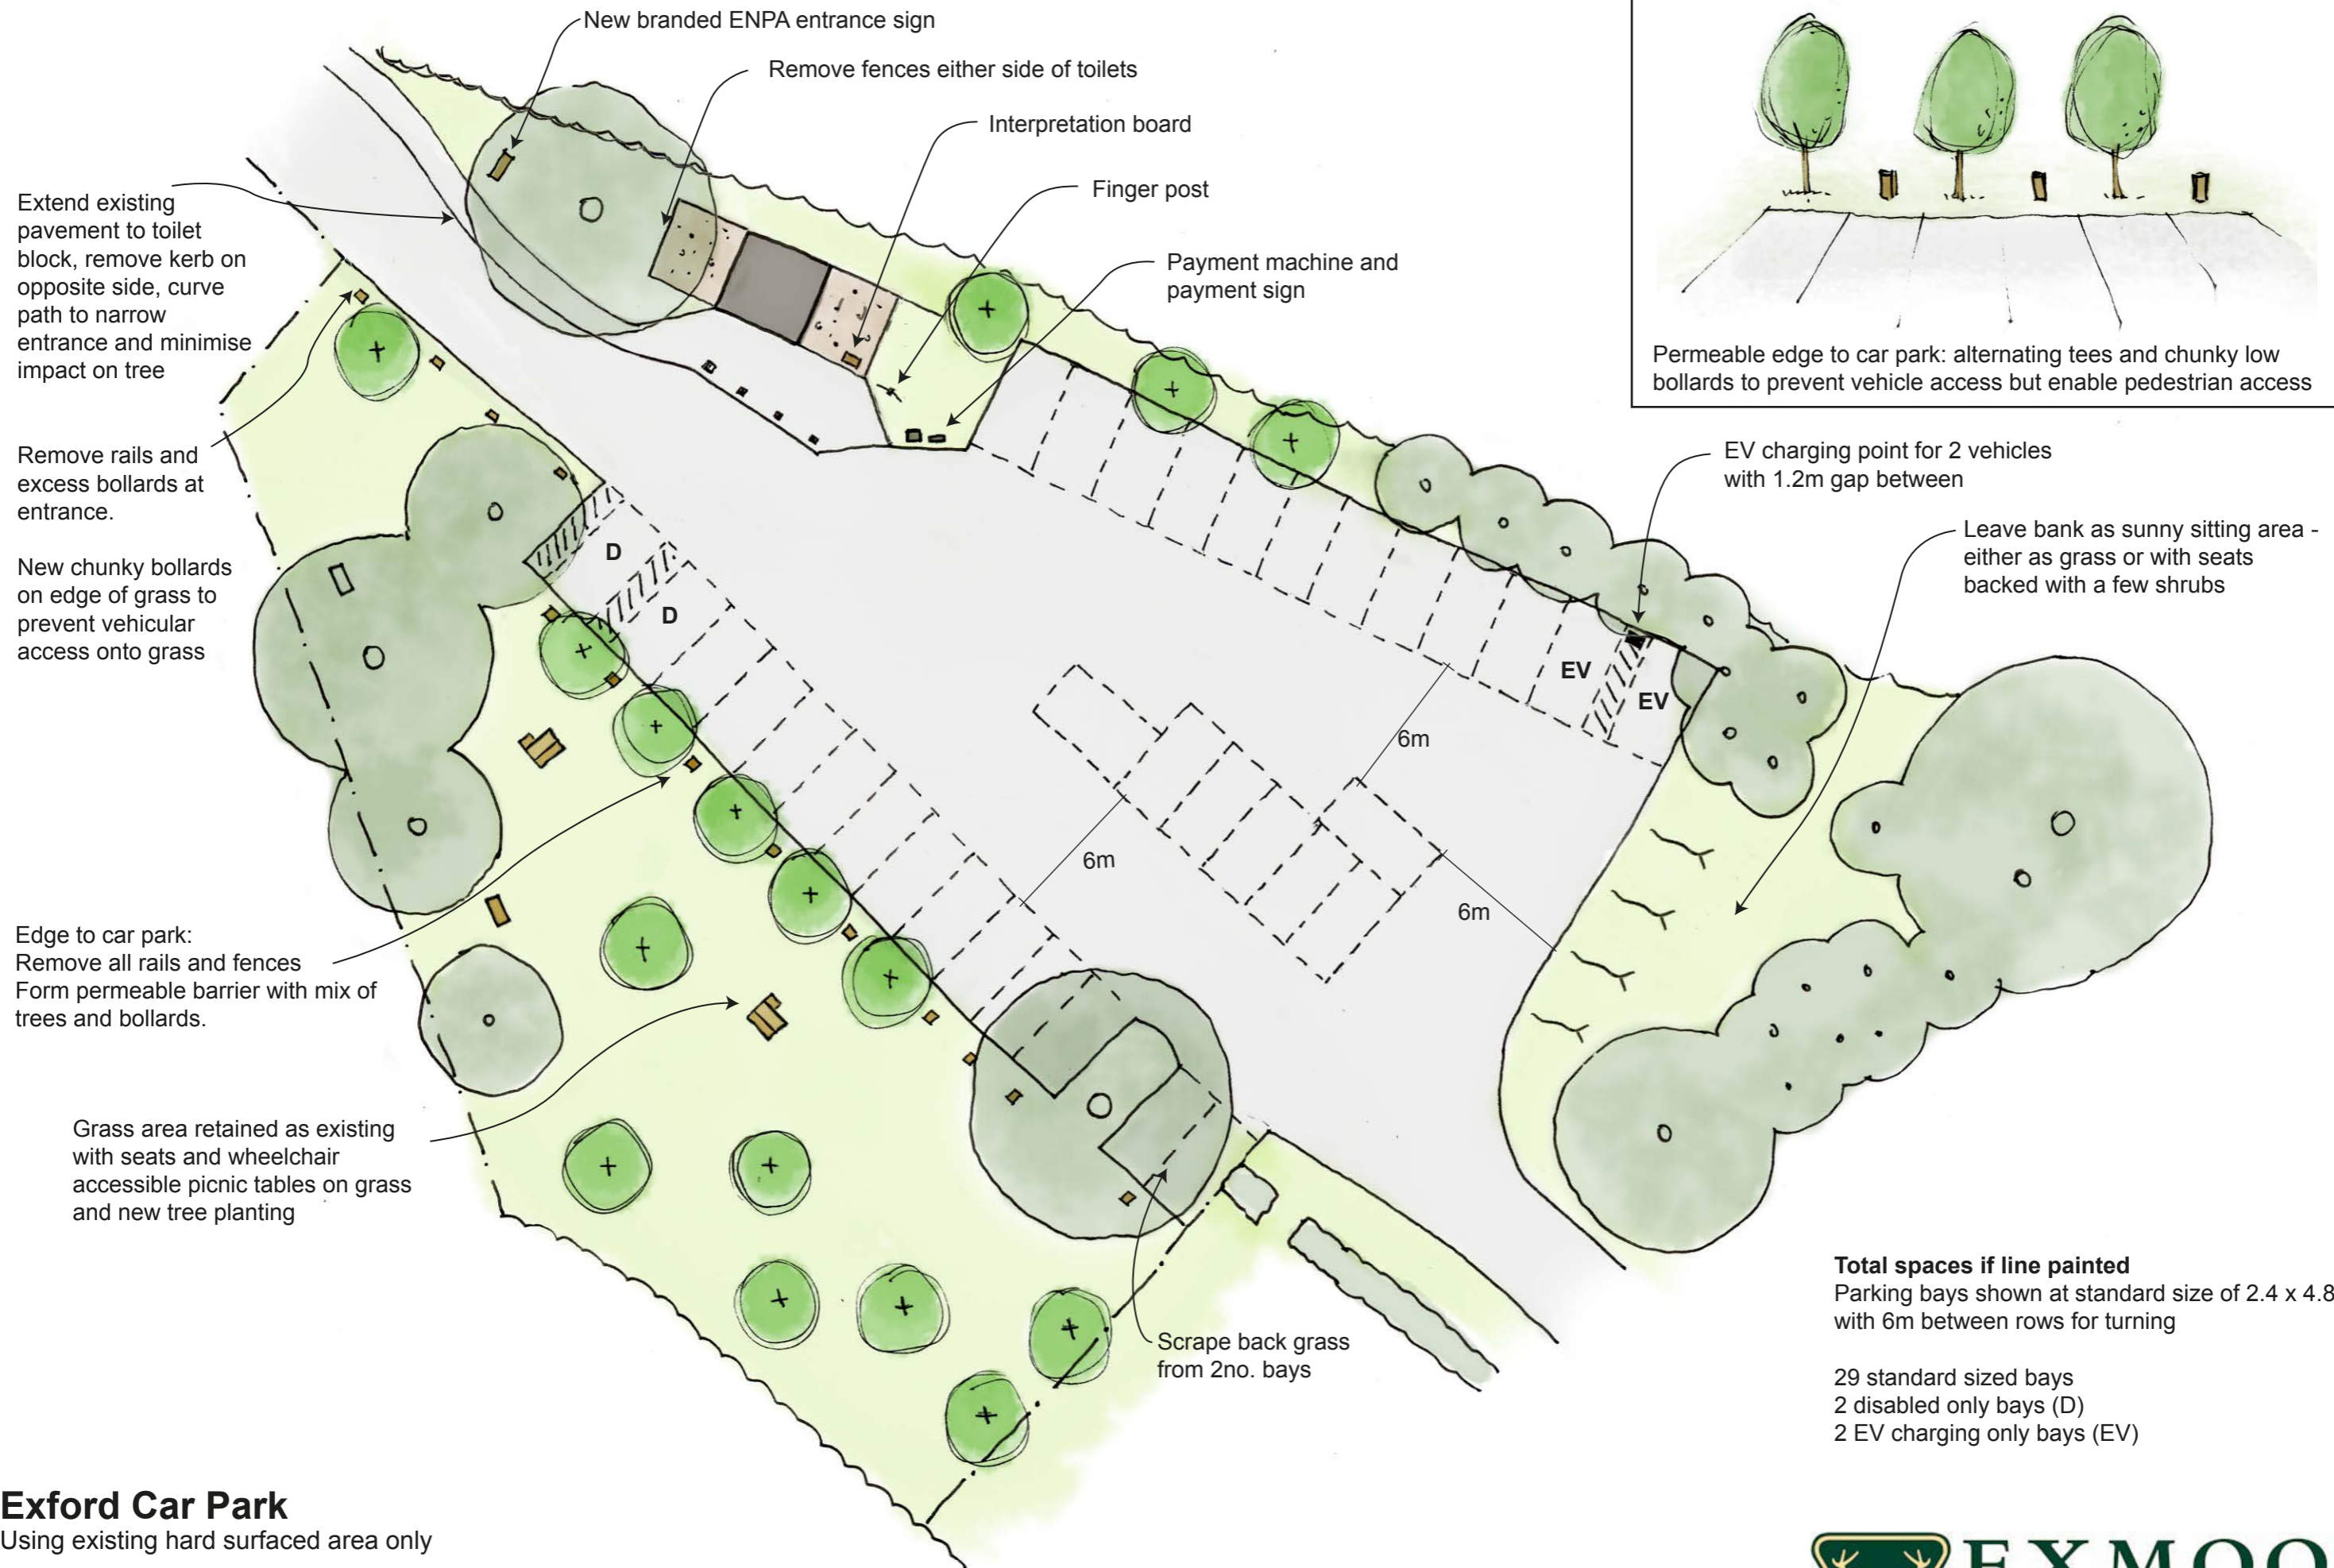 New branded ENPA entrance sign
Remove fences either side of toilets
Interpretation board
Finger post
Payment machine and
payment sign
Extend existing
pavement to toilet
block, remove kerb on
opposite side, curve
path to narrow
entrance and minimise
impact on tree
Remove rails and
excess bollards at
entrance.
New chunky bollards
on edge of grass to
prevent vehicular
access onto grass
Permeable edge to car park: alternating tees and chunky low
bollards to prevent vehicle access but enable pedestrian access
EV charging point for 2 vehicles
with 1.2m gap between
Leave bank as sunny sitting area -
either as grass or with seats
backed with a few shrubs
D
D
EV
EV
6m
6m
6m
Edge to car park:
Remove all rails and fences
Form permeable barrier with mix of
trees and bollards.
Grass area retained as existing
with seats and wheelchair
accessible picnic tables on grass
and new tree planting
Scrape back grass
from 2no. bays
Total spaces if line painted
Parking bays shown at standard size of 2.4 x 4.8
with 6m between rows for turning
29 standard sized bays
2 disabled only bays (D)
2 EV charging only bays (EV)
Exford Car Park
Using existing hard surfaced area only